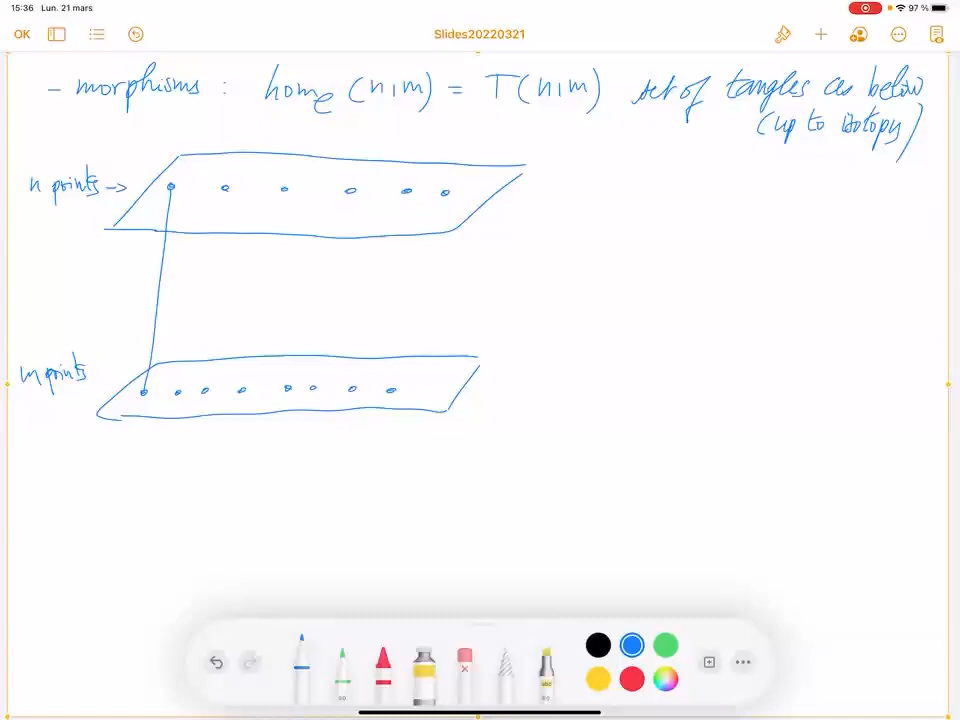 15:36 Lun. 21 mars
97 %
OK
Slides20220321
- morphisms : home (n,m) = T(n,m) set of tangles as below
(up to isotopy)
n points →
m points